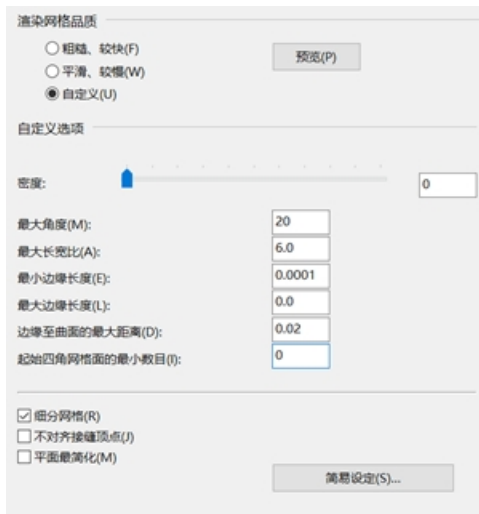 渲染网格品质
粗糙、较快(F)
预览(P)
平滑、较慢(W)
自定义(U)
自定义选项
密度:
0
最大角度(M):
20
最大长宽比(A):
6.0
最小边缘长度(E):
0.0001
最大边缘长度(L):
0.0
边缘至曲面的最大距离(D):
0.02
起始四角网格面的最小数目(I):
0
细分网格(R)
不对齐接缝顶点(J)
平面最简化(M)
简易设定(S)...